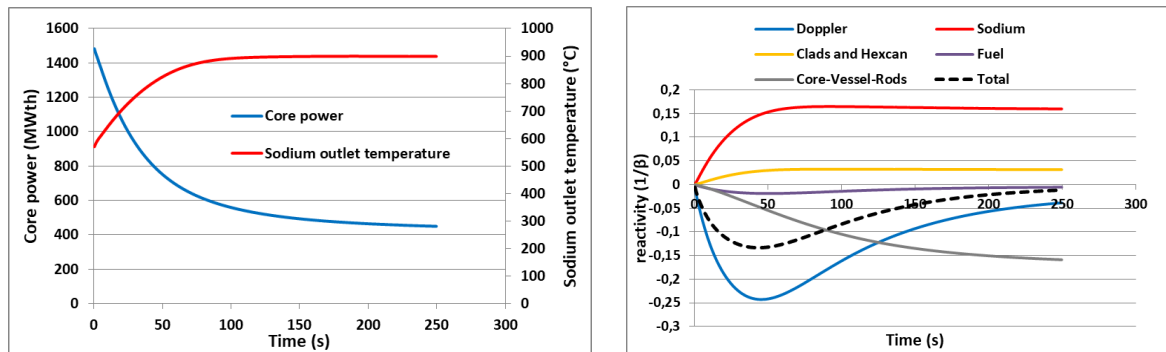 1600
1400
1200
1000
800
600
400
200
0
Core power (MWth)
1000
900
800
700
600
500
400
300
200
100
0
Sodium outlet temperature (°C)
Core power
Sodium outlet temperature
0 50 100 150 200 250 300
Time (s)
Doppler Sodium
Clads and Hexcan Fuel
Core-Vessel-Rods Total
0,2
0,15
0,1
0,05
0
-0,05
-0,1
-0,15
-0,2
-0,25
-0,3
reactivity (1/β)
0 50 100 150 200 250 300
Time (s)